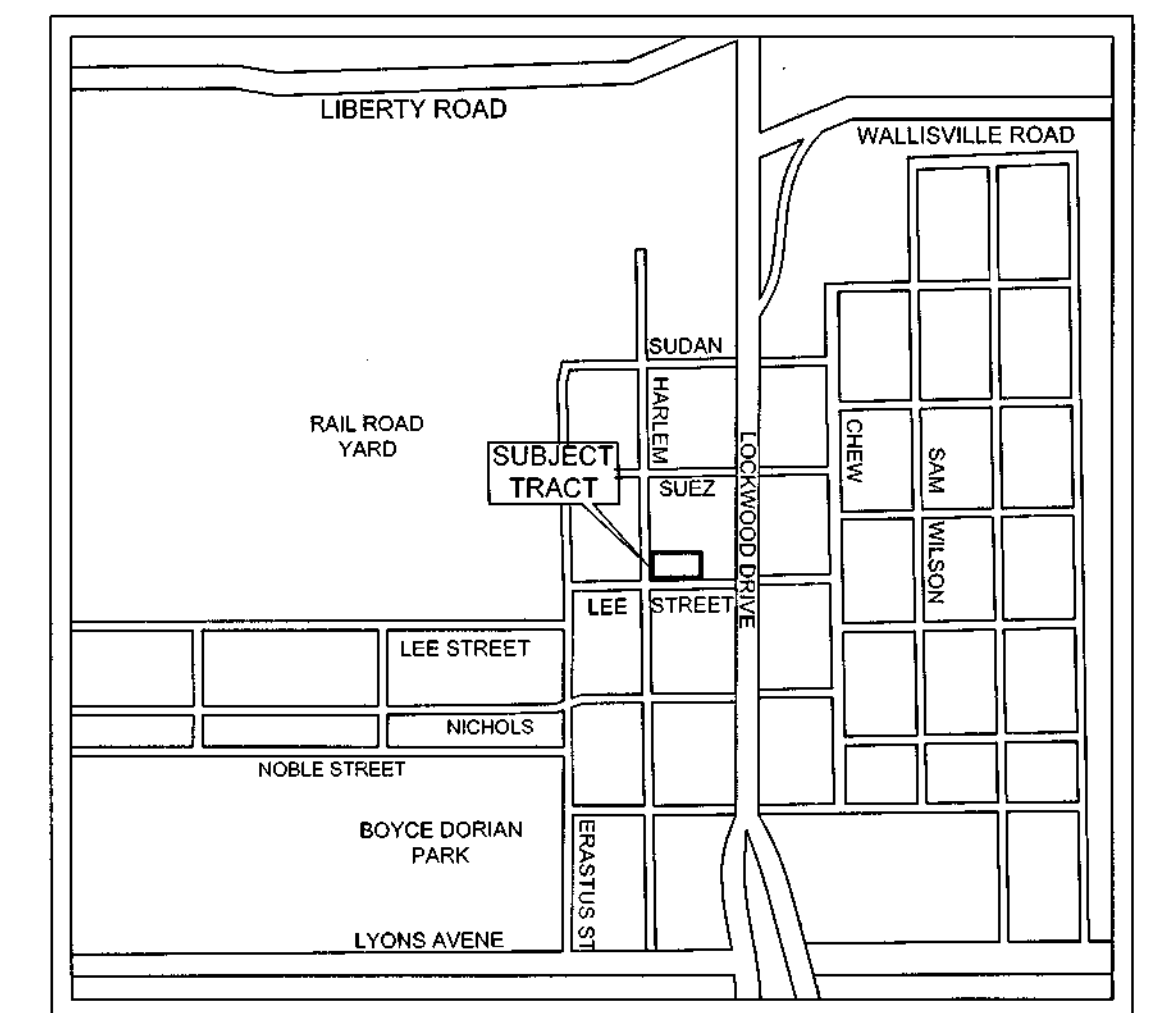 LIBERTY ROAD
WALLISVILLE ROAD
SUDAN
HARLEM
RAIL ROAD
YARD
LOCKWOOD DRIVE
CHEW
SAM WILSON
SUBJECT
TRACT
SUEZ
LEE STREET
LEE STREET
NICHOLS
NOBLE STREET
BOYCE DORIAN
PARK
ERASTUS ST
LYONS AVENE